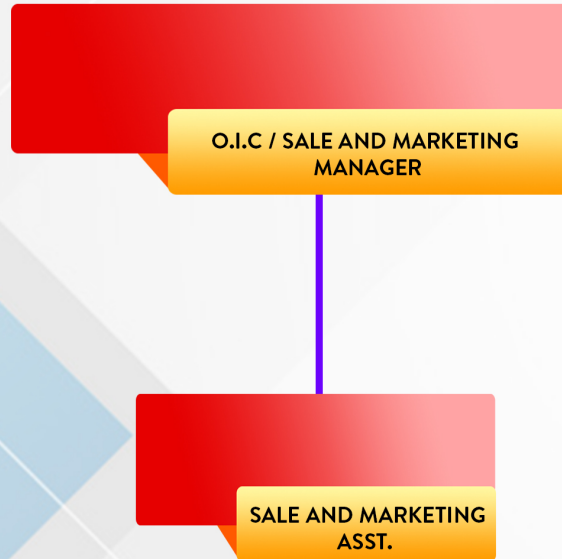 O.I.C / SALE AND MARKETING
MANAGER
SALE AND MARKETING
ASST.